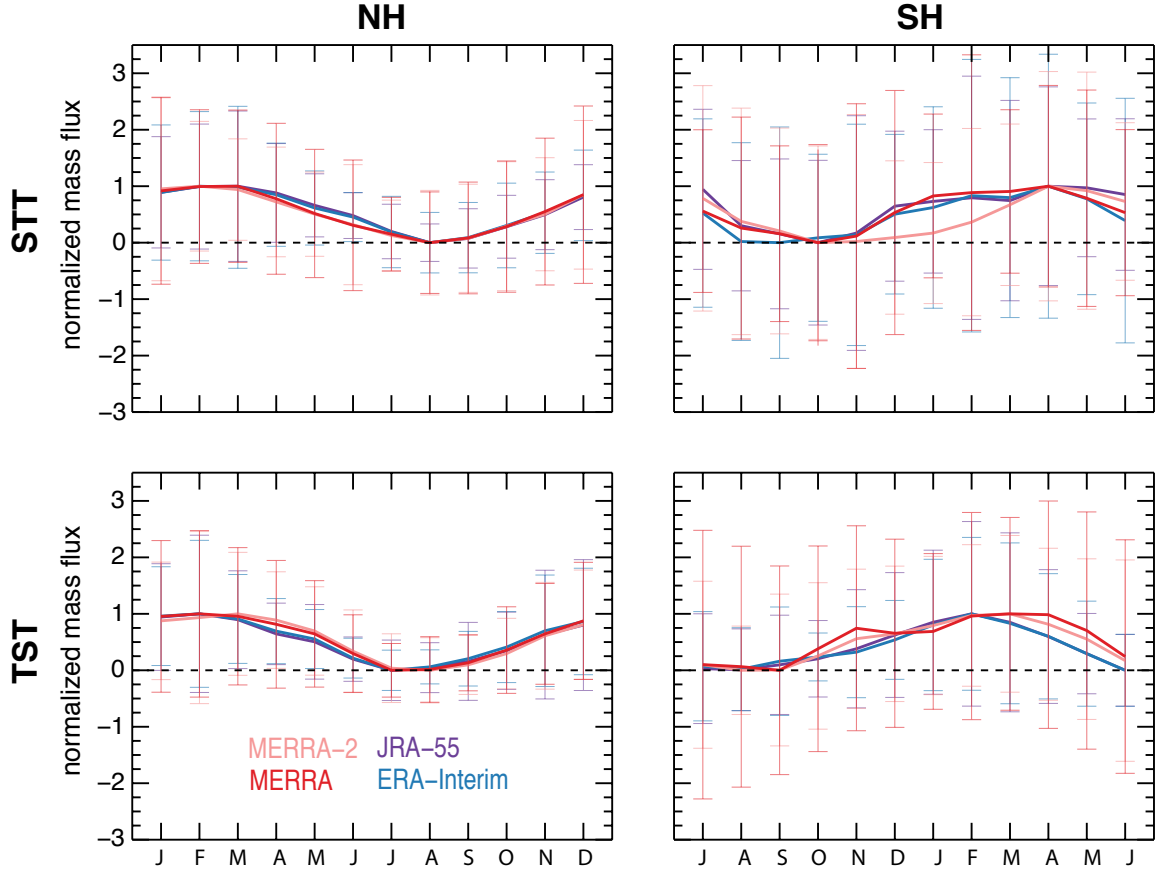 NH
SH
STT
normalized mass flux
3
2
1
0
−1
−2
−3
TST
normalized mass flux
3
2
1
0
−1
−2
−3
MERRA−2 JRA−55
MERRA ERA−Interim
J F M A M J J A S O N D
J A S O N D J F M A M J